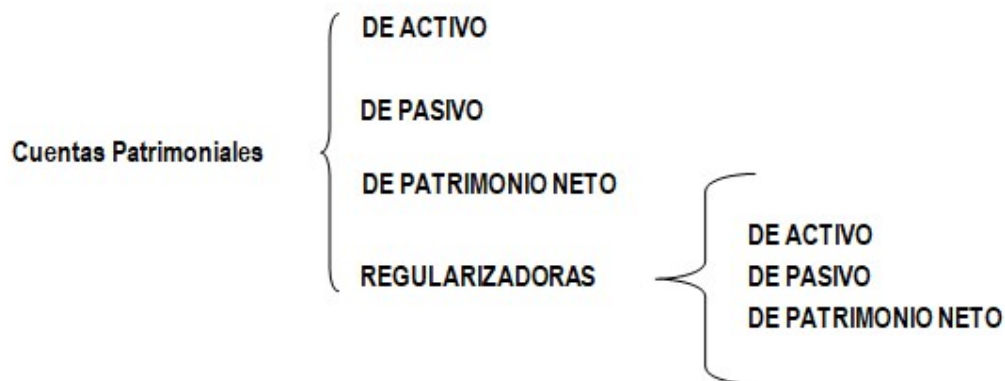 DE ACTIVO
DE PASIVO
Cuentas Patrimoniales
DE PATRIMONIO NETO
REGULARIZADORAS
DE ACTIVO
DE PASIVO
DE PATRIMONIO NETO